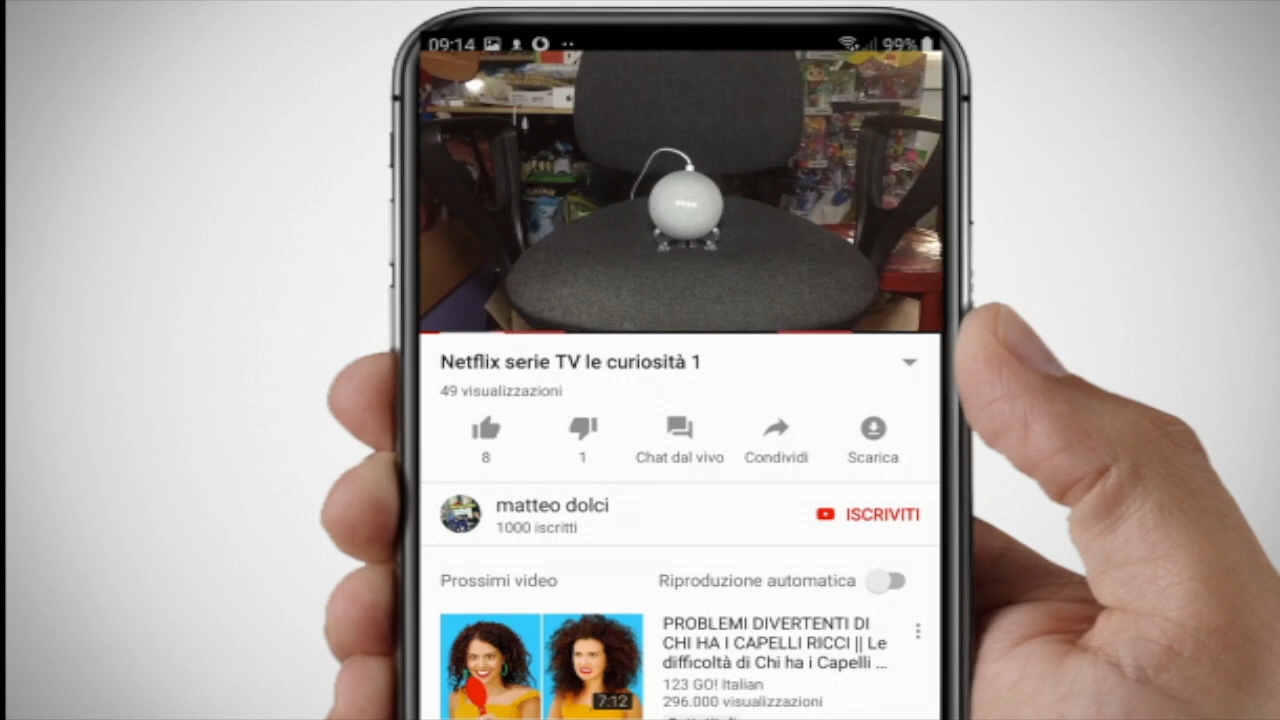 09:14
99%
Netflix serie TV le curiosità 1
49 visualizzazioni
8
1
Chat dal vivo
Condividi
Scarica
matteo dolci
1000 iscritti
ISCRIVITI
Prossimi video
Riproduzione automatica
PROBLEMI DIVERTENTI DI
CHI HA I CAPELLI RICCI || Le
difficoltà di Chi ha i Capelli ...
7:12
123 GO! Italian
296.000 visualizzazioni